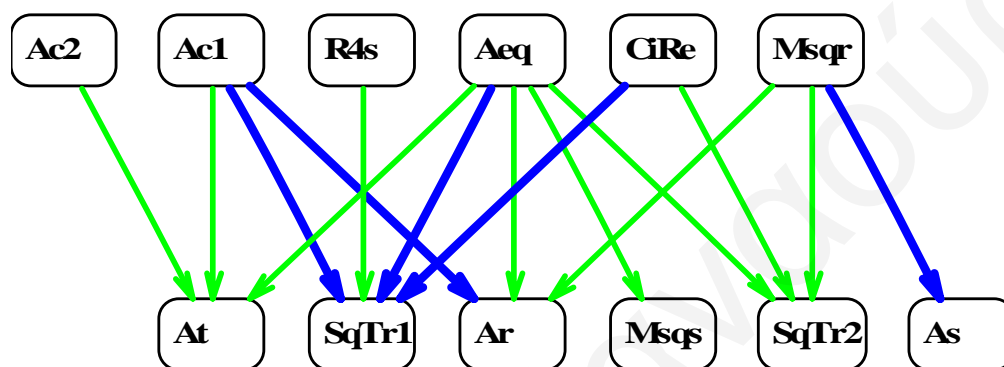 Ac2 Ac1 R4s Aeq CiRe Msqr
At SqTr1 Ar Msqs SqTr2 As